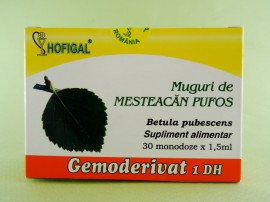 HOFIGAL
ROMÂNIA
Muguri de
MESTEACĂN PUFOS
Betula pubescens
Supliment alimentar
30 monodoze x 1,5ml
Gemoderivat 1 DH